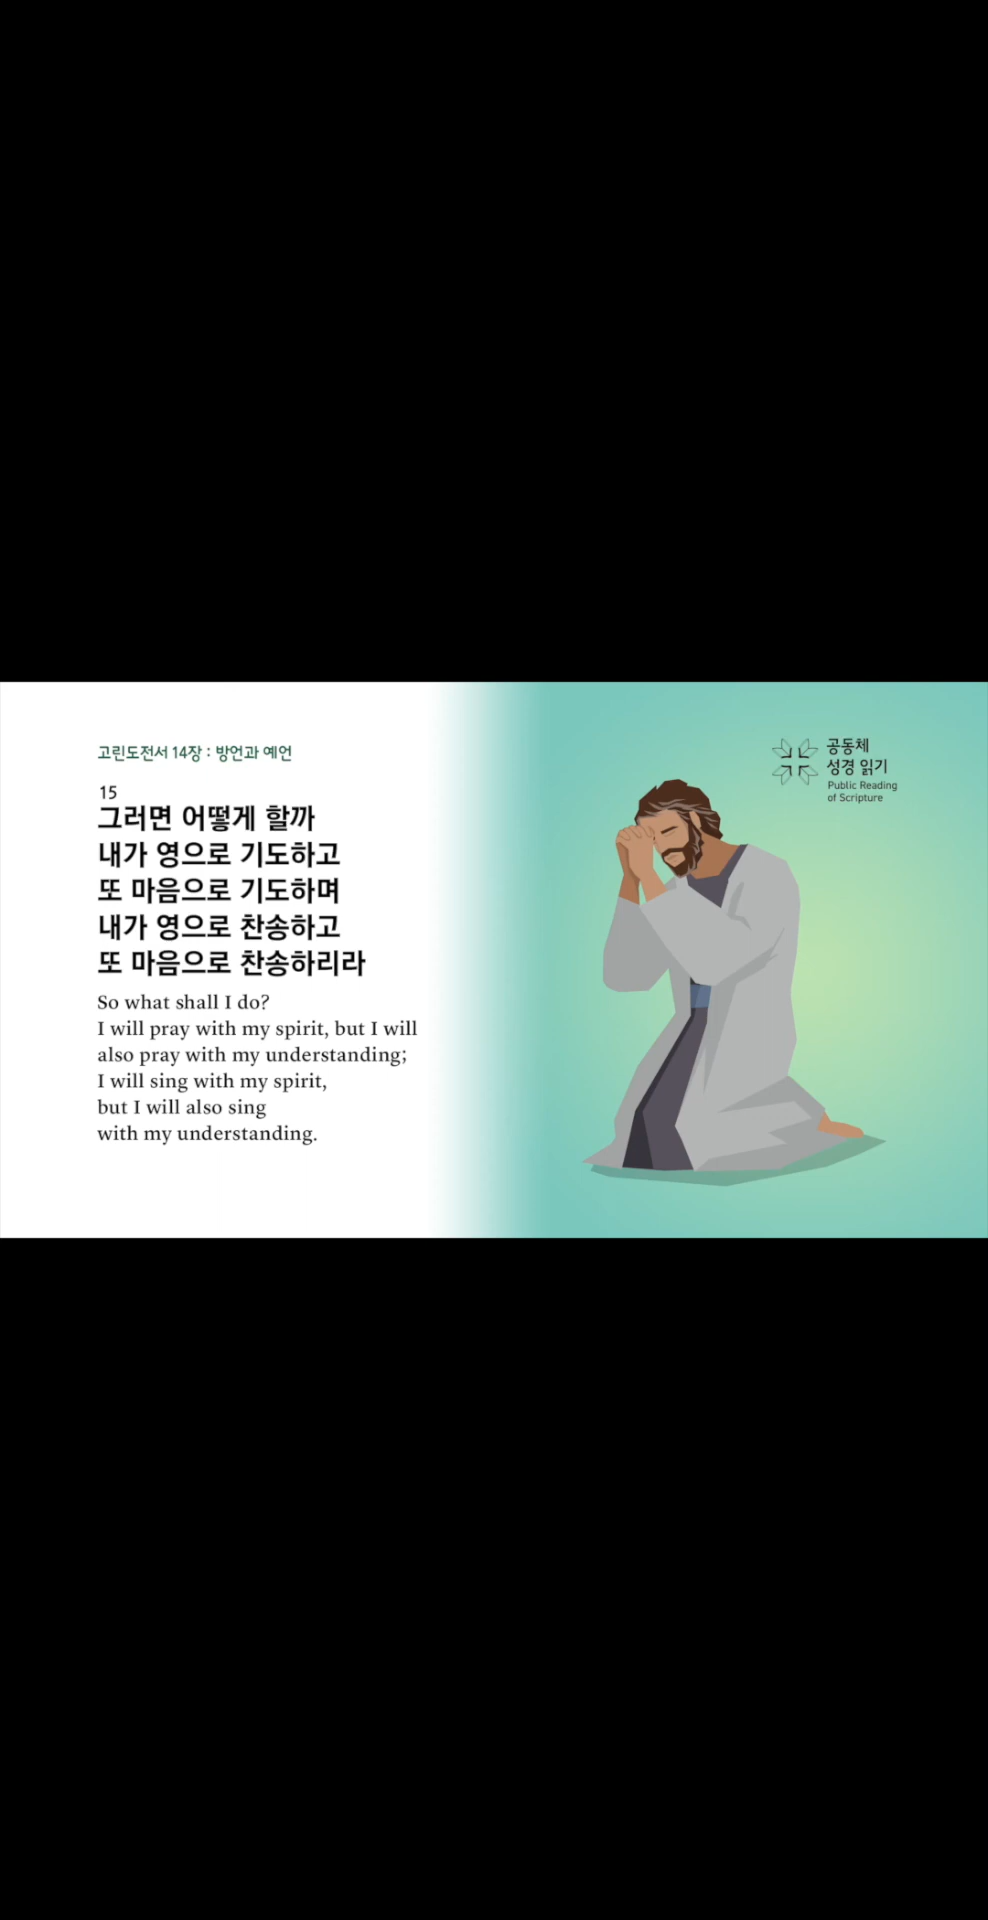 고린도전서 14장 : 방언과 예언
15
그러면 어떻게 할까
내가 영으로 기도하고
또 마음으로 기도하며
내가 영으로 찬송하고
또 마음으로 찬송하리라
So what shall I do?
I will pray with my spirit, but I will
also pray with my understanding;
I will sing with my spirit,
but I will also sing
with my understanding.
공동체
성경 읽기
Public Reading
of Scripture